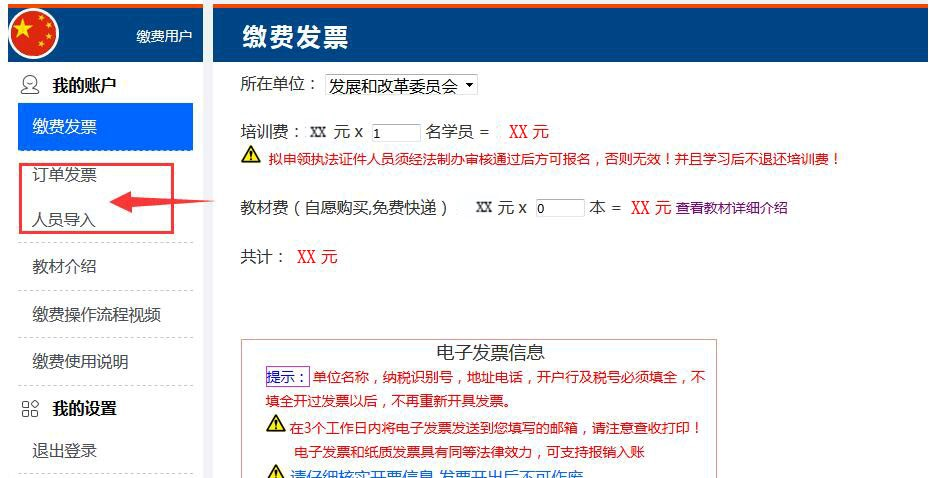 缴费用户
缴费发票
我的账户
缴费发票
订单发票
人员导入
教材介绍
缴费操作流程视频
缴费使用说明
我的设置
退出登录
所在单位： 发展和改革委员会
培训费： XX 元 x 1 名学员 = XX 元
拟申领执法证件人员须经法制办审核通过后方可报名，否则无效！并且学习后不退还培训费！
教材费（自愿购买,免费快递） XX 元 x 0 本 = XX 元 查看教材详细介绍
共计： XX 元
电子发票信息
提示： 单位名称，纳税识别号，地址电话，开户行及税号必须填全，不
填全开过发票以后，不再重新开具发票。
在3个工作日内将电子发票发送到您填写的邮箱，请注意查收打印！
电子发票和纸质发票具有同等法律效力，可支持报销入账
请仔细核实开票信息,发票开出后不可作废